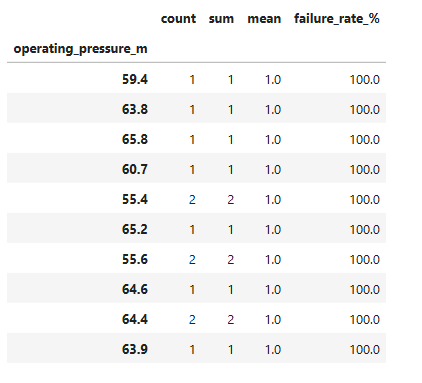 count sum mean failure_rate_%
operating_pressure_m
59.4 1 1 1.0 100.0
63.8 1 1 1.0 100.0
65.8 1 1 1.0 100.0
60.7 1 1 1.0 100.0
55.4 2 2 1.0 100.0
65.2 1 1 1.0 100.0
55.6 2 2 1.0 100.0
64.6 1 1 1.0 100.0
64.4 2 2 1.0 100.0
63.9 1 1 1.0 100.0